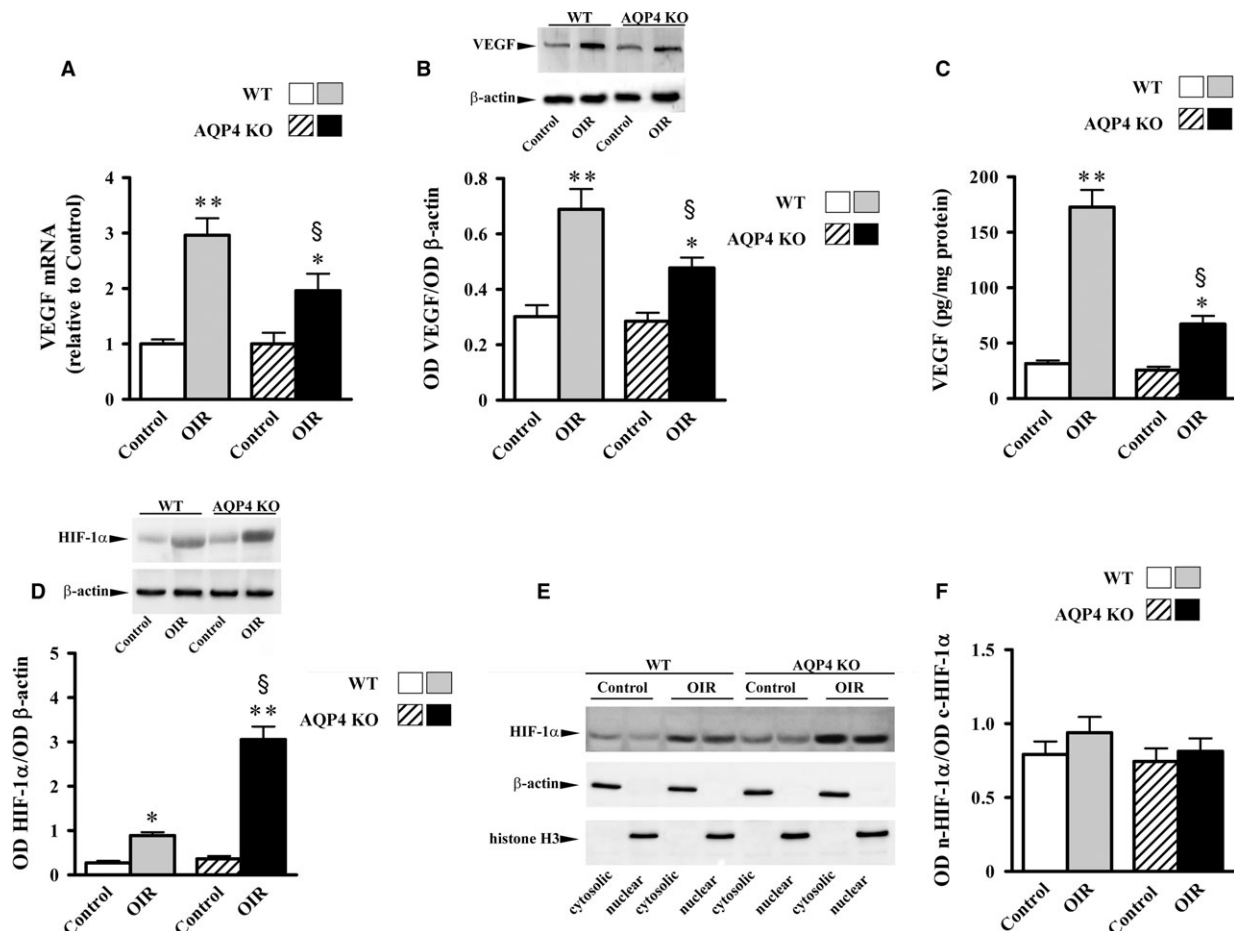 A
WT
AQP4 KO
VEGF mRNA
(relative to Control)
4
3
2
1
0
**
§
*
Control
OIR
Control
OIR
B
WT
AQP4 KO
VEGF
β-actin
Control
OIR
Control
OIR
WT
AQP4 KO
OD VEGF/OD β-actin
0.8
0.6
0.4
0.2
0
**
§
*
Control
OIR
Control
OIR
C
WT
AQP4 KO
VEGF (pg/mg protein)
200
150
100
50
0
**
§
*
Control
OIR
Control
OIR
D
WT
AQP4 KO
HIF-1α
β-actin
Control
OIR
Control
OIR
WT
AQP4 KO
OD HIF-1α/OD β-actin
5
4
3
2
1
0
*
§
**
Control
OIR
Control
OIR
E
WT
AQP4 KO
Control
OIR
Control
OIR
HIF-1α
β-actin
histone H3
cytosolic
nuclear
cytosolic
nuclear
cytosolic
nuclear
cytosolic
nuclear
F
WT
AQP4 KO
OD n-HIF-1α/OD c-HIF-1α
1.5
1.0
0.5
0
Control
OIR
Control
OIR